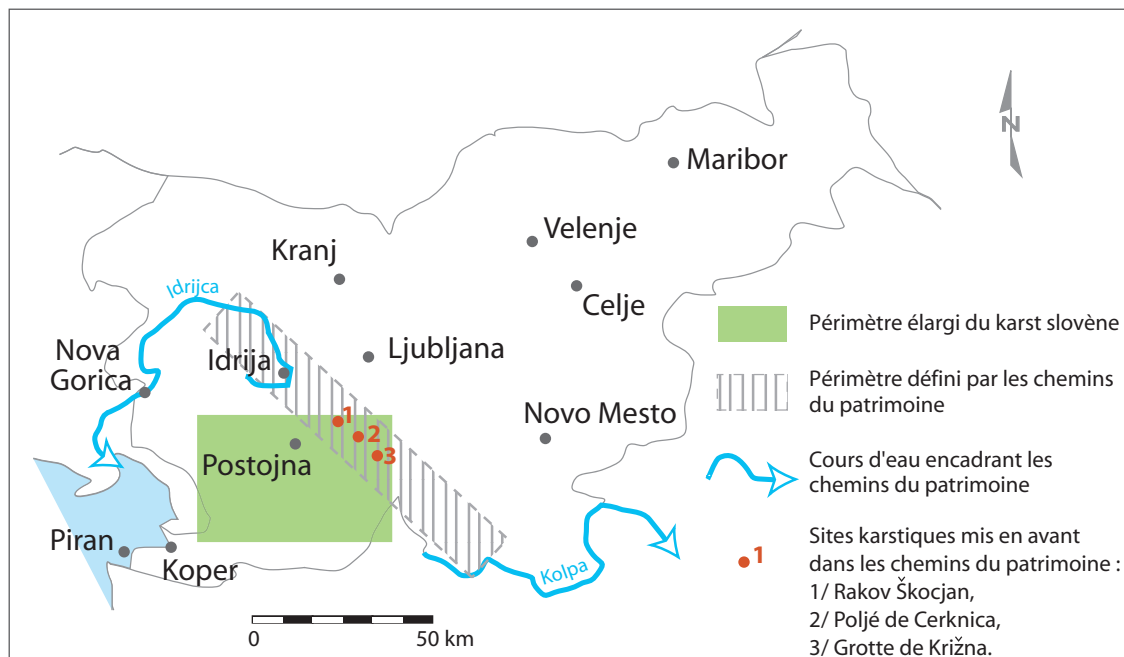 N
Maribor
Velenje
Kranj
Celje
Idrijca
Ljubljana
Idrija
Nova
Gorica
Novo Mesto
1
2
3
Postojna
Piran
Koper
Kolpa
0
50 km
Périmètre élargi du karst slovène
Périmètre défini par les chemins
du patrimoine
Cours d'eau encadrant les
chemins du patrimoine
1
Sites karstiques mis en avant
dans les chemins du patrimoine :
1/ Rakov Škocjan,
2/ Poljé de Cerknica,
3/ Grotte de Križna.